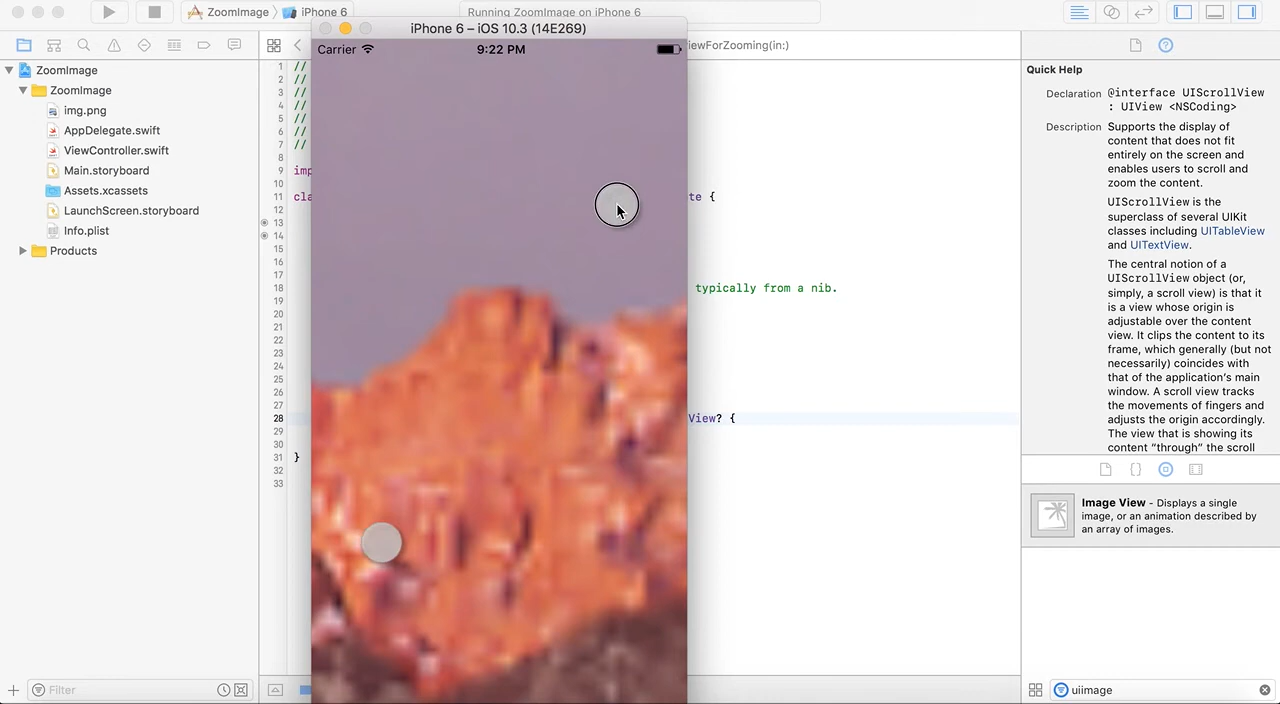 ZoomImage
iPhone 6
Running ZoomImage on iPhone 6
iPhone 6 – iOS 10.3 (14E269)
Carrier
9:22 PM
iewForZooming(in:)
ZoomImage
ZoomImage
img.png
AppDelegate.swift
ViewController.swift
Main.storyboard
Assets.xcassets
LaunchScreen.storyboard
Info.plist
Products
Filter
1 //
2 //
3 //
4 //
5 //
6 //
7 //
8
9 imp
10
11 cla te {
12
13
14
15
16
17
18 typically from a nib.
19
20
21
22
23
24
25
26
27
28 View? {
29
30
31 }
32
33
Quick Help
Declaration @interface UIScrollView
: UIView <NSCoding>
Description Supports the display of
content that does not fit
entirely on the screen and
enables users to scroll and
zoom the content.
UIScrollView is the
superclass of several UIKit
classes including UITableView
and UITextView.
The central notion of a
UIScrollView object (or,
simply, a scroll view) is that it
is a view whose origin is
adjustable over the content
view. It clips the content to its
frame, which generally (but not
necessarily) coincides with
that of the application's main
window. A scroll view tracks
the movements of fingers and
adjusts the origin accordingly.
The view that is showing its
content “through” the scroll
Image View - Displays a single
image, or an animation described by
an array of images.
uiimage